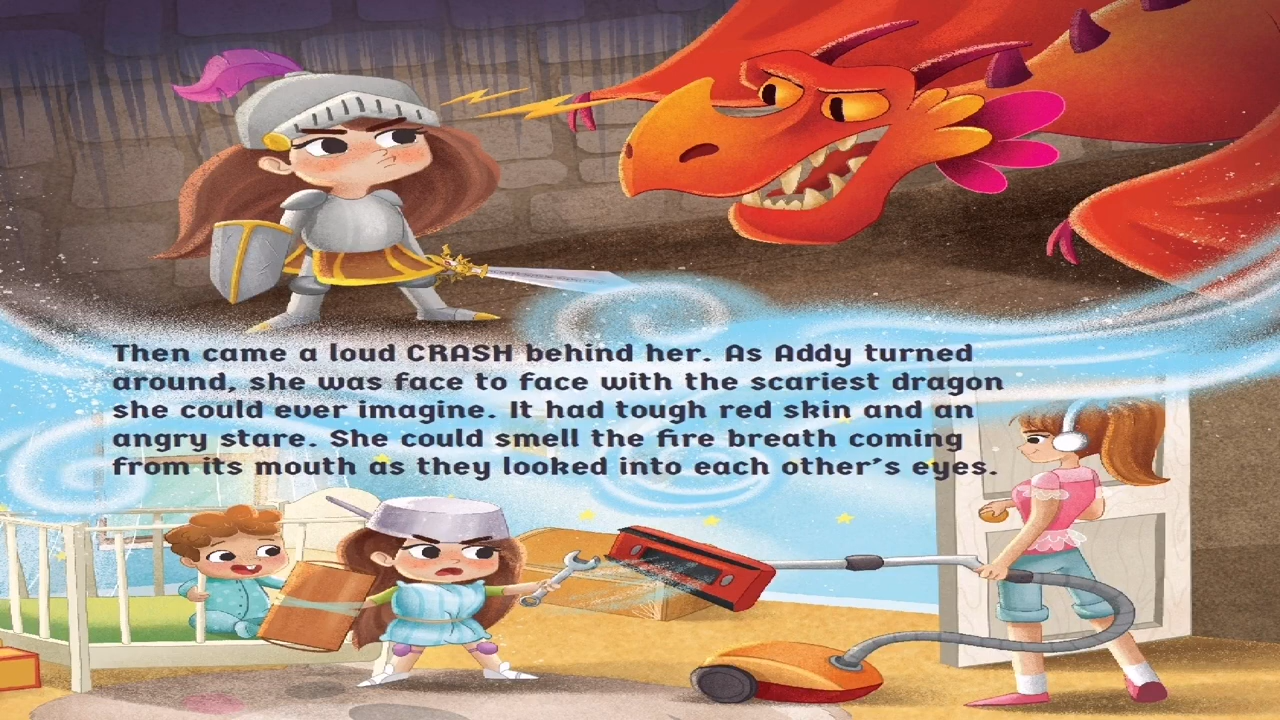 Then came a loud CRASH behind her. As Addy turned
around, she was face to face with the scariest dragon
she could ever imagine. It had tough red skin and an
angry stare. She could smell the fire breath coming
from its mouth as they looked into each other's eyes.